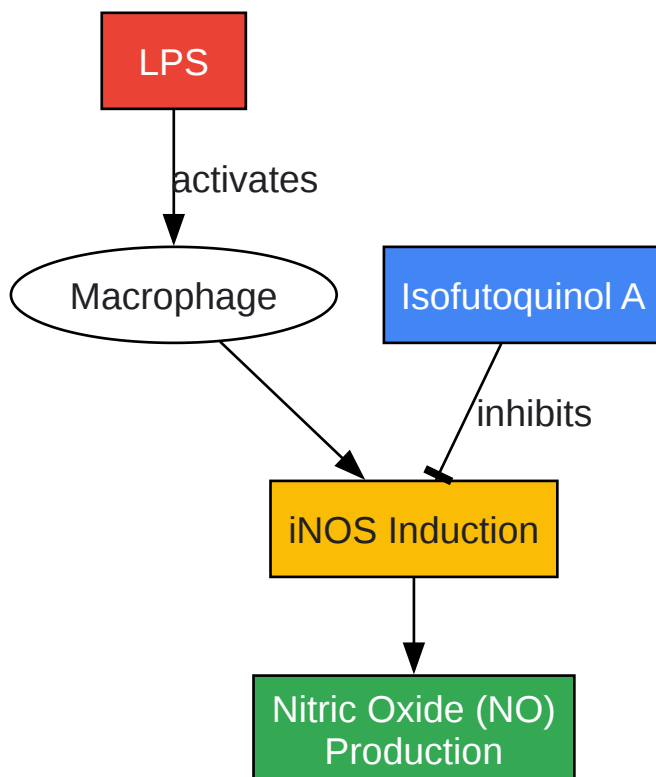 LPS
activates
Macrophage
Isofutoquinol A
inhibits
iNOS Induction
Nitric Oxide (NO)
Production